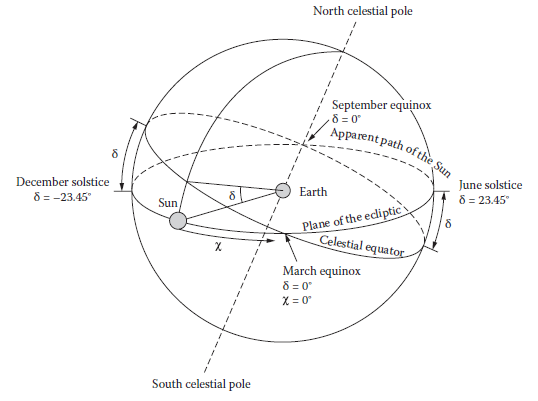 North celestial pole
September equinox
δ = 0°
Apparent path of the Sun
δ
December solstice
δ = −23.45°
Sun
δ
Earth
June solstice
δ = 23.45°
δ
Plane of the ecliptic
Celestial equator
χ
March equinox
δ = 0°
χ = 0°
South celestial pole